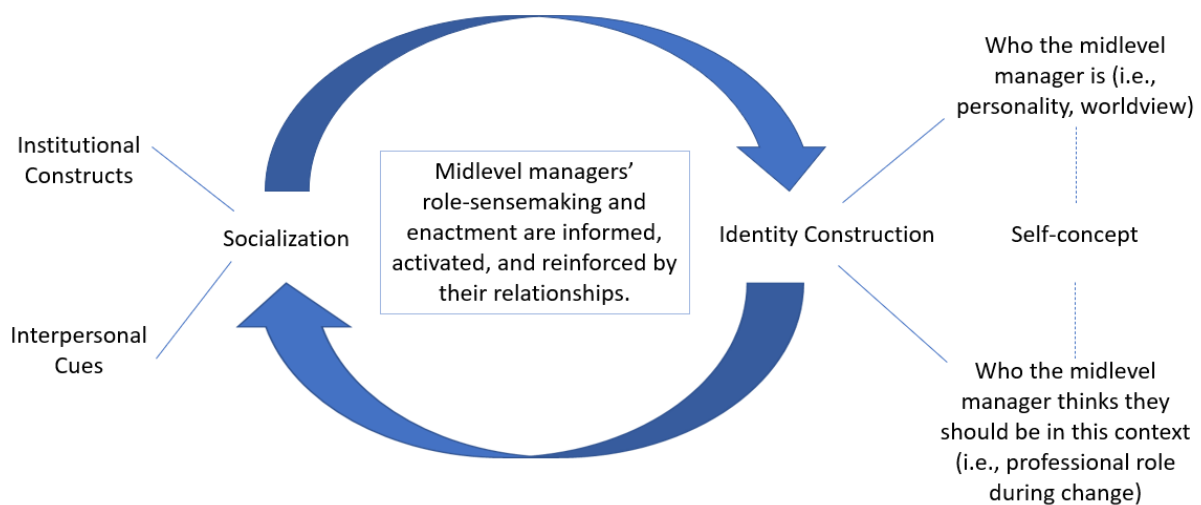 Institutional
Constructs
Interpersonal
Cues
Socialization
Midlevel managers’
role-sensemaking and
enactment are informed,
activated, and reinforced by
their relationships.
Identity Construction
Who the midlevel
manager is (i.e.,
personality, worldview)
Self-concept
Who the midlevel
manager thinks they
should be in this context
(i.e., professional role
during change)